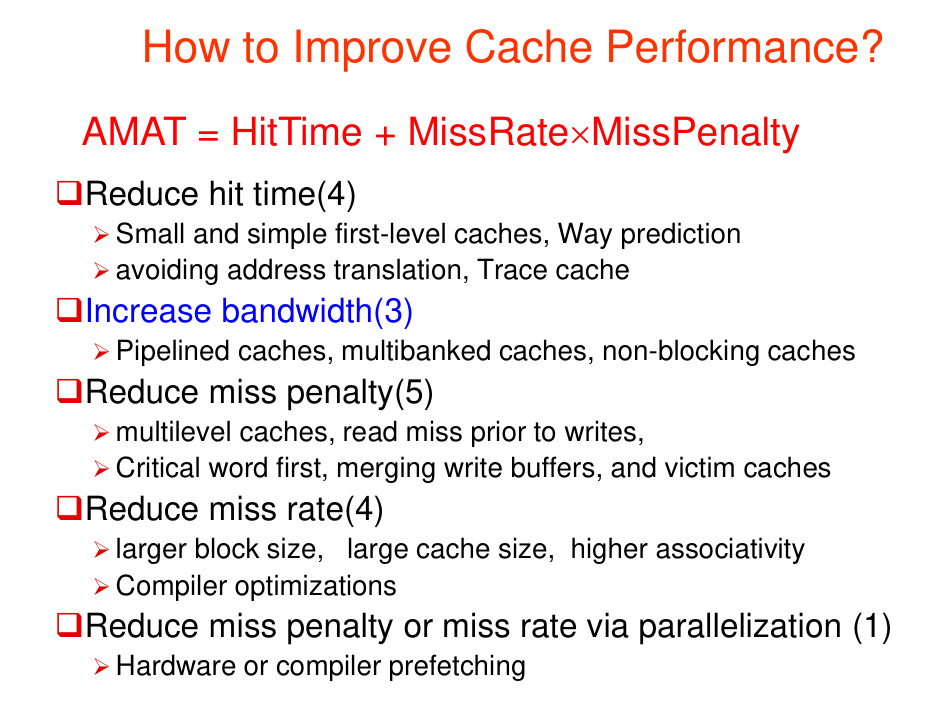 How to Improve Cache Performance?
AMAT = HitTime + MissRate×MissPenalty
❑Reduce hit time(4)
➢Small and simple first-level caches, Way prediction
➢avoiding address translation, Trace cache
❑Increase bandwidth(3)
➢Pipelined caches, multibanked caches, non-blocking caches
❑Reduce miss penalty(5)
➢multilevel caches, read miss prior to writes,
➢Critical word first, merging write buffers, and victim caches
❑Reduce miss rate(4)
➢larger block size, large cache size, higher associativity
➢Compiler optimizations
❑Reduce miss penalty or miss rate via parallelization (1)
➢Hardware or compiler prefetching